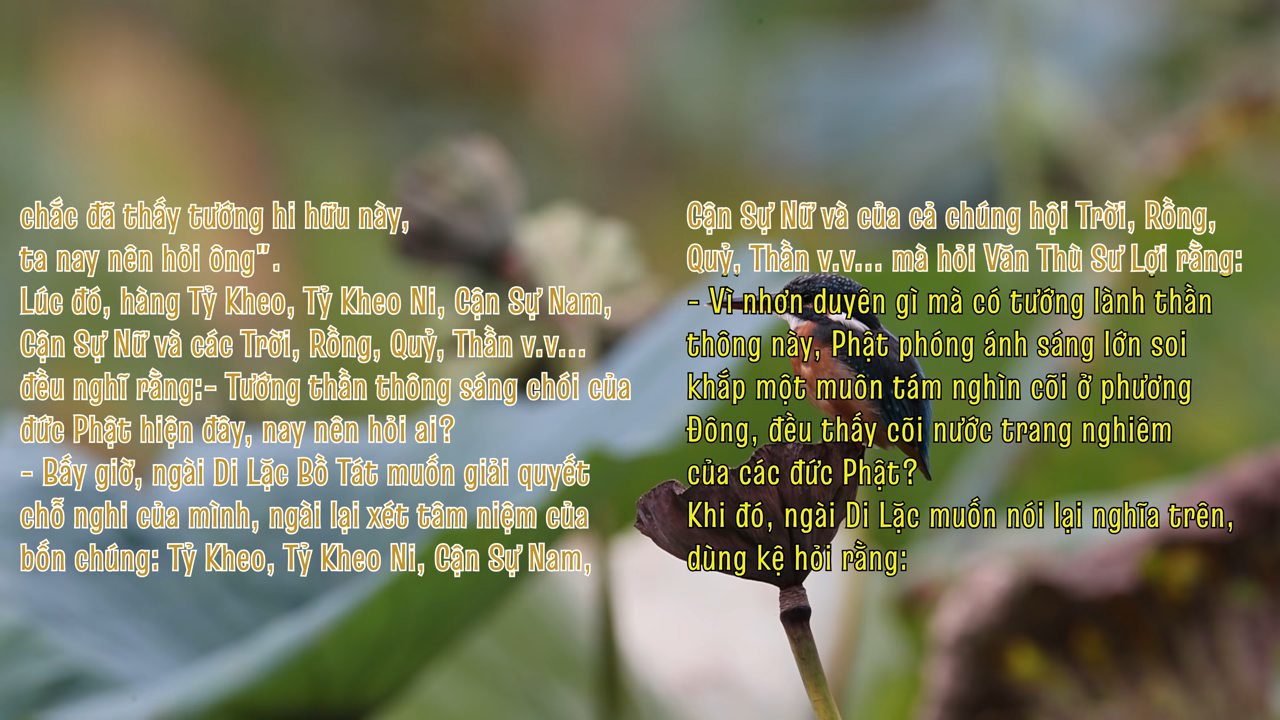 chắc đã thấy tướng hi hữu này,
ta nay nên hỏi ông".
Lúc đó, hàng Tỷ Kheo, Tỷ Kheo Ni, Cận Sự Nam,
Cận Sự Nữ và các Trời, Rồng, Quỷ, Thần v.v...
đều nghĩ rằng:- Tướng thần thông sáng chói của
đức Phật hiện đây, nay nên hỏi ai?
- Bấy giờ, ngài Di Lặc Bồ Tát muốn giải quyết
chỗ nghi của mình, ngài lại xét tâm niệm của
bốn chúng: Tỷ Kheo, Tỷ Kheo Ni, Cận Sự Nam,
Cận Sự Nữ và của cả chúng hội Trời, Rồng,
Quỷ, Thần v.v... mà hỏi Văn Thù Sư Lợi rằng:
- Vì nhơn duyên gì mà có tướng lành thần
thông này, Phật phóng ánh sáng lớn soi
khắp một muôn tám nghìn cõi ở phương
Đông, đều thấy cõi nước trang nghiêm
của các đức Phật?
Khi đó, ngài Di Lặc muốn nói lại nghĩa trên,
dùng kệ hỏi rằng: